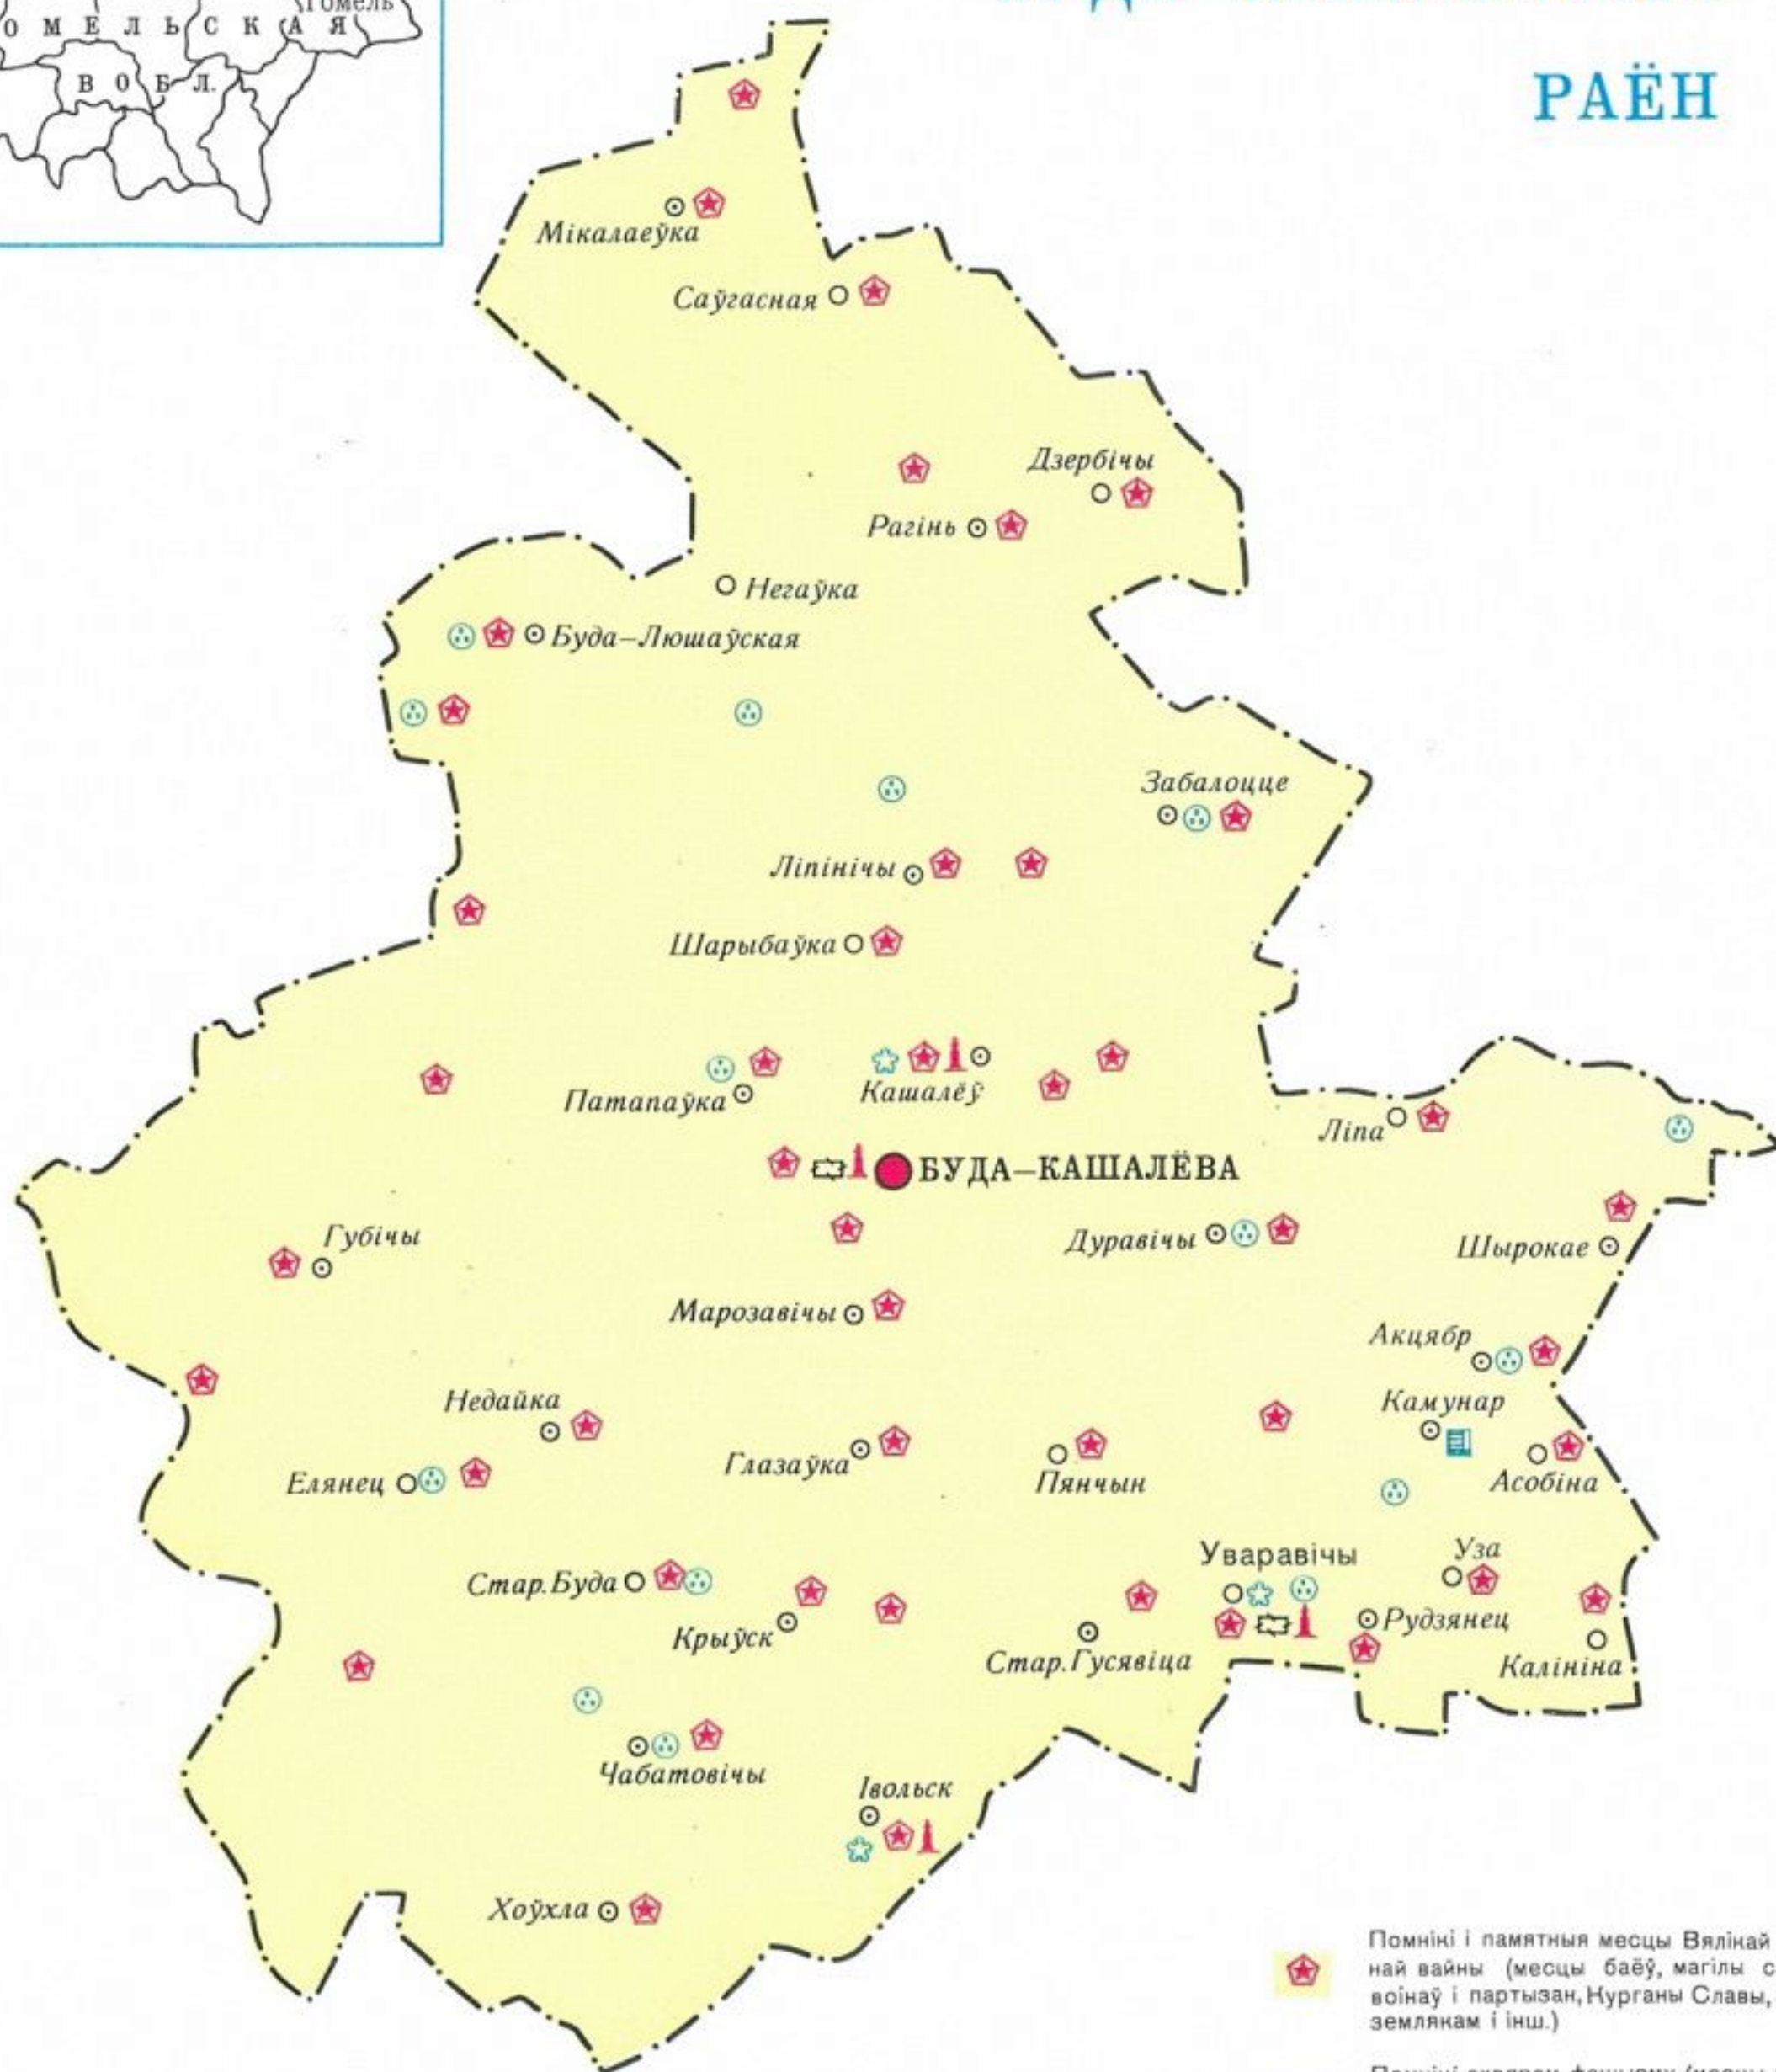 Гомель
О М Е Л Ь С К А Я
В О Б Л.
РАЁН
Мікалаеўка
Саўгасная
Дзербічы
Рагінь
Негаўка
Буда–Люшаўская
Забалоцце
Ліпінічы
Шарыбаўка
Патапаўка
Кашалёў
Ліпа
БУДА–КАШАЛЁВА
Губічы
Дуравічы
Шырокае
Марозавічы
Акцябр
Недайка
Камунар
Глазаўка
Елянец
Пянчын
Асобіна
Уваравічы
Уза
Стар.Буда
Крыўск
Рудзянец
Стар.Гусявіца
Калініна
Чабатовічы
Івольск
Хоўхла
Помнікі і памятныя месцы Вялікай
най вайны (месцы баёў, магілы с
воінаў і партызан, Курганы Славы,
землякам і інш.)